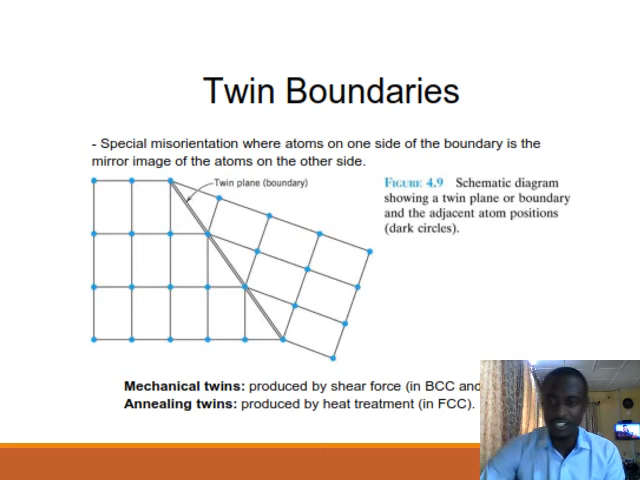 Twin Boundaries
- Special misorientation where atoms on one side of the boundary is the
mirror image of the atoms on the other side.
Twin plane (boundary)
FIGURE 4.9 Schematic diagram
showing a twin plane or boundary
and the adjacent atom positions
(dark circles).
Mechanical twins: produced by shear force (in BCC and
Annealing twins: produced by heat treatment (in FCC).